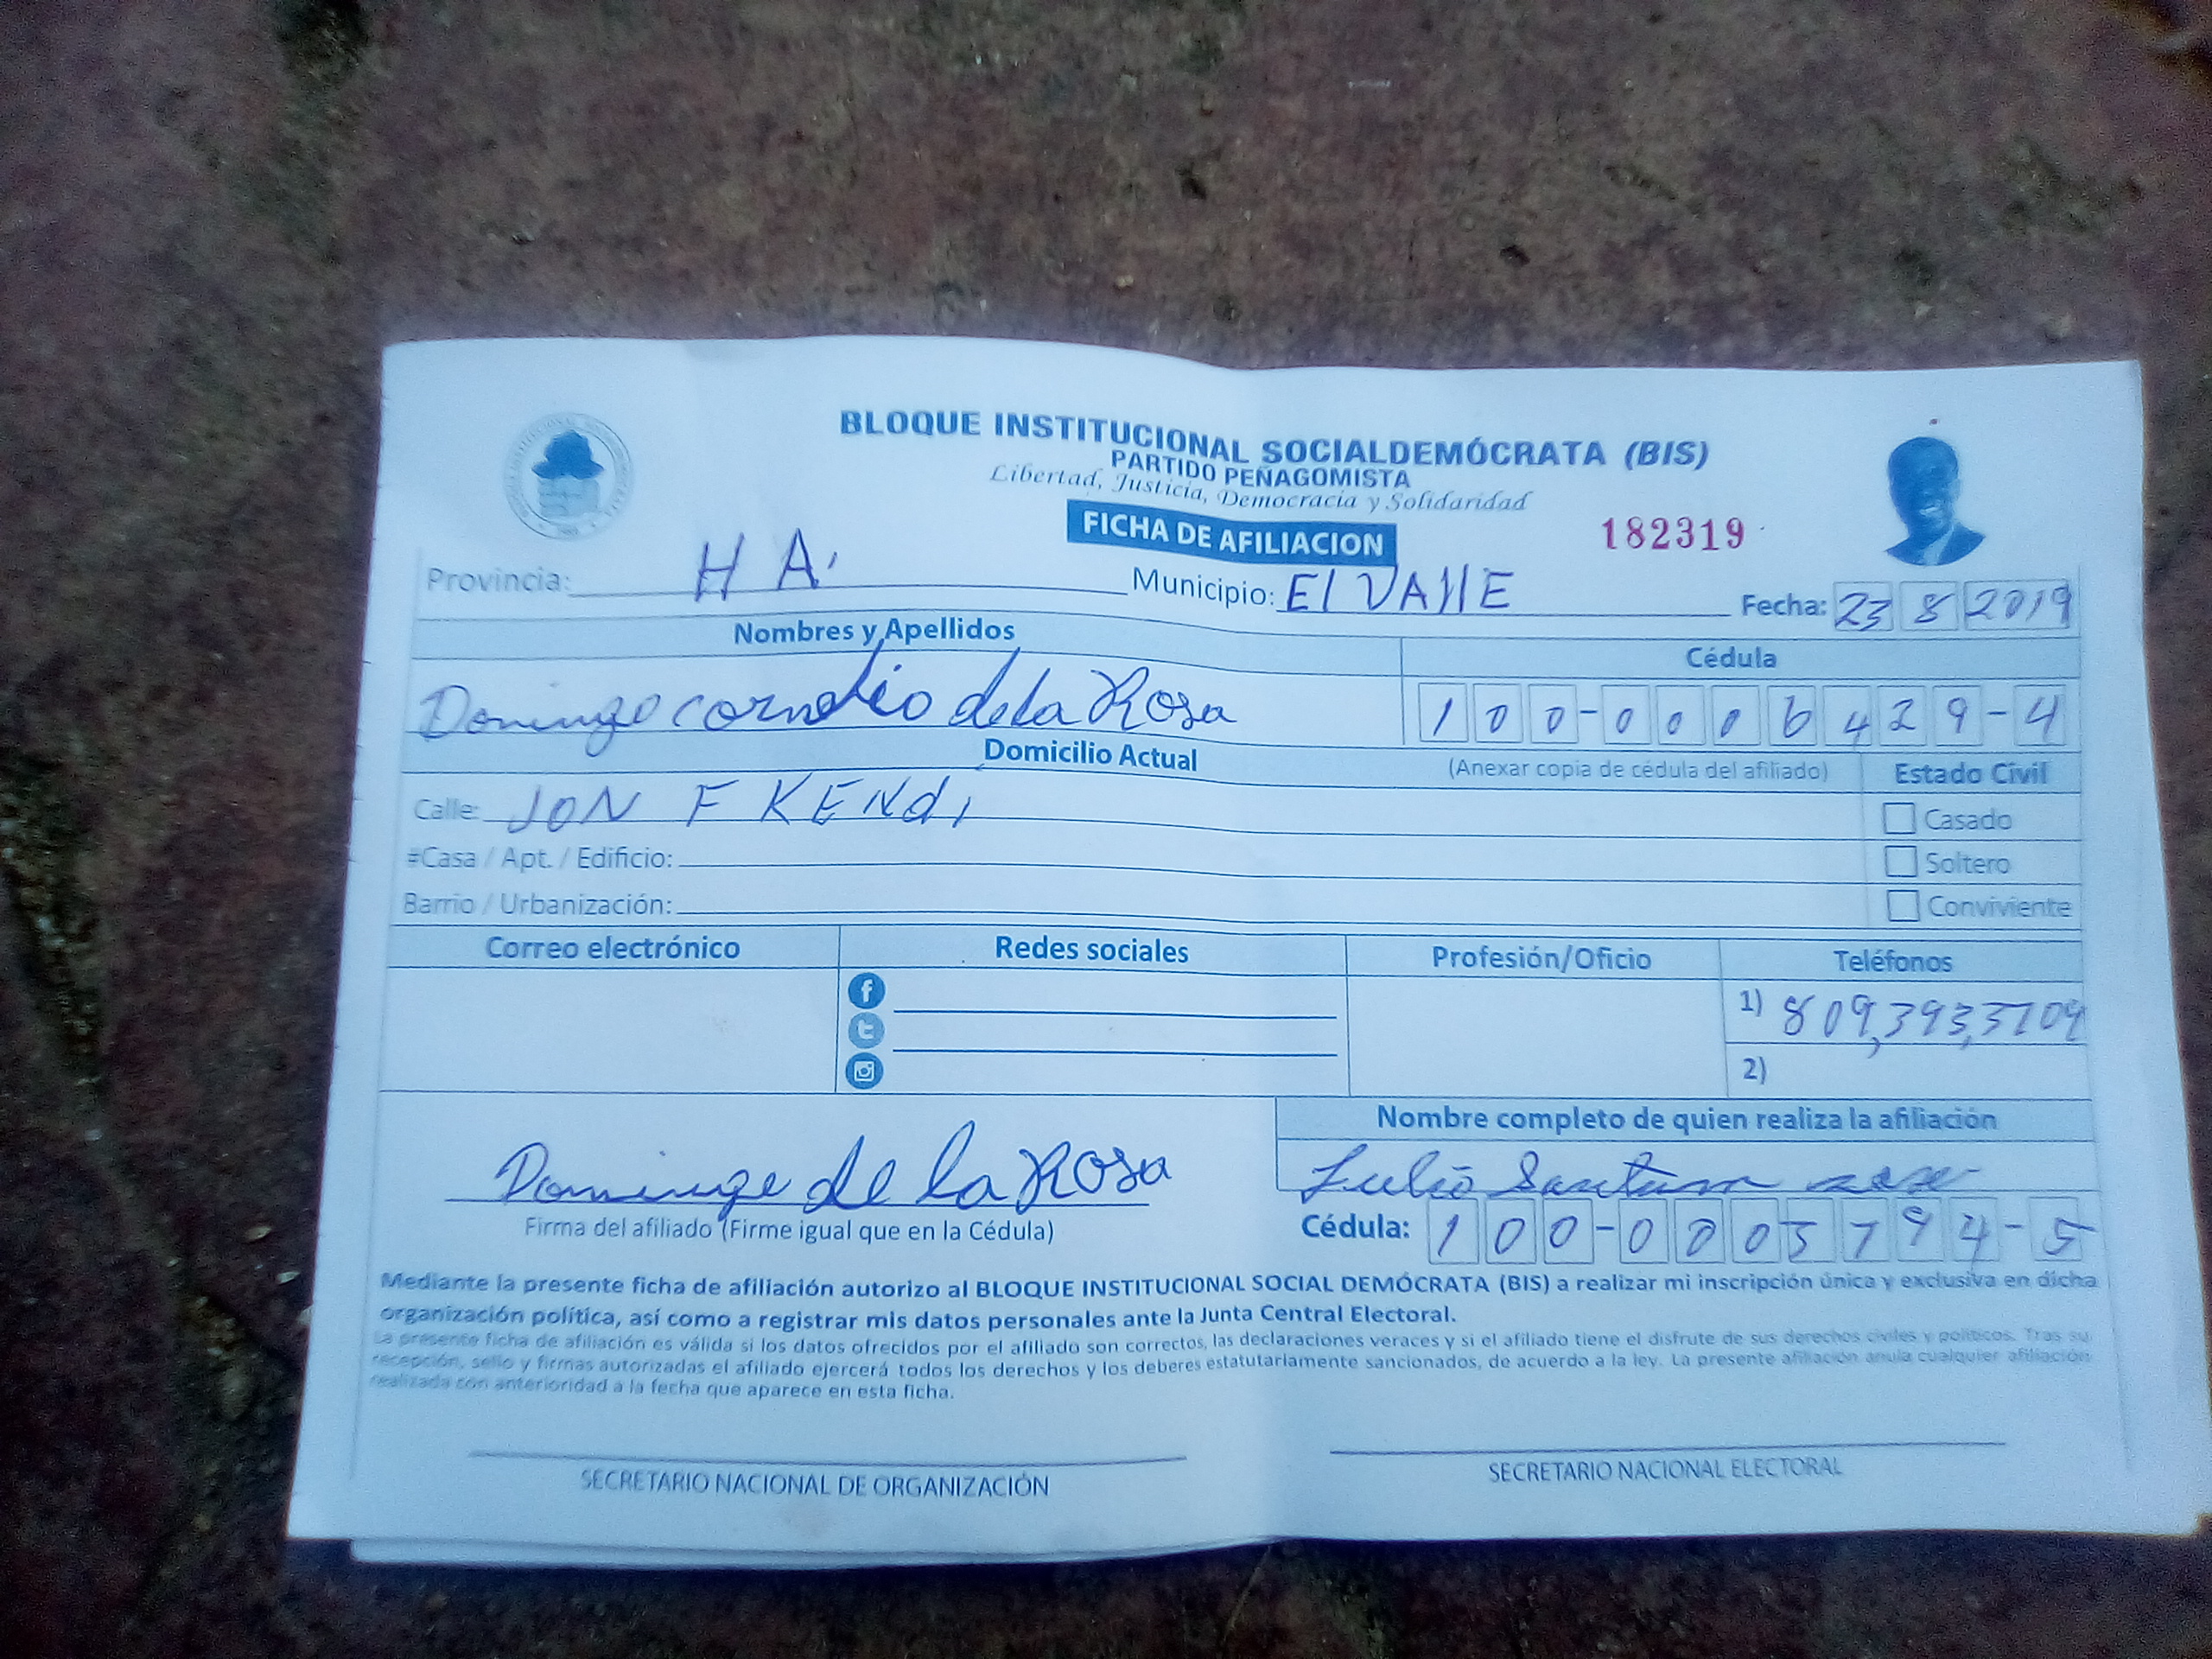 BLOQUE INSTITUCIONAL SOCIALDEMÓCRATA (BIS)
PARTIDO PEÑAGOMISTA
Libertad, Justicia, Democracia y Solidaridad
FICHA DE AFILIACION
182319
Provincia: H A. Municipio: El VAllE Fecha: 23 8 2019
Nombres y Apellidos Cédula
Domingo cornelio de la Rosa 100-0006429-4
Domicilio Actual (Anexar copia de cédula del afiliado) Estado Civil
Calle: JON F KENdi Casado
#Casa / Apt. / Edificio: Soltero
Barrio / Urbanización: Conviviente
Correo electrónico Redes sociales Profesión/Oficio Teléfonos
1) 809,393,3709
2)
Nombre completo de quien realiza la afiliación
Domingo de la Rosa Julio Santana
Firma del afiliado (Firme igual que en la Cédula) Cédula: 100-0005794-5
Mediante la presente ficha de afiliación autorizo al BLOQUE INSTITUCIONAL SOCIAL DEMÓCRATA (BIS) a realizar mi inscripción única y exclusiva en dicha
organización política, así como a registrar mis datos personales ante la Junta Central Electoral.
La presente ficha de afiliación es válida si los datos ofrecidos por el afiliado son correctos, las declaraciones veraces y si el afiliado tiene el disfrute de sus derechos civiles y políticos. Tras su
recepción, sello y firmas autorizadas el afiliado ejercerá todos los derechos y los deberes estatutariamente sancionados, de acuerdo a la ley. La presente afiliación anula cualquier afiliación
realizada con anterioridad a la fecha que aparece en esta ficha.
SECRETARIO NACIONAL DE ORGANIZACIÓN SECRETARIO NACIONAL ELECTORAL